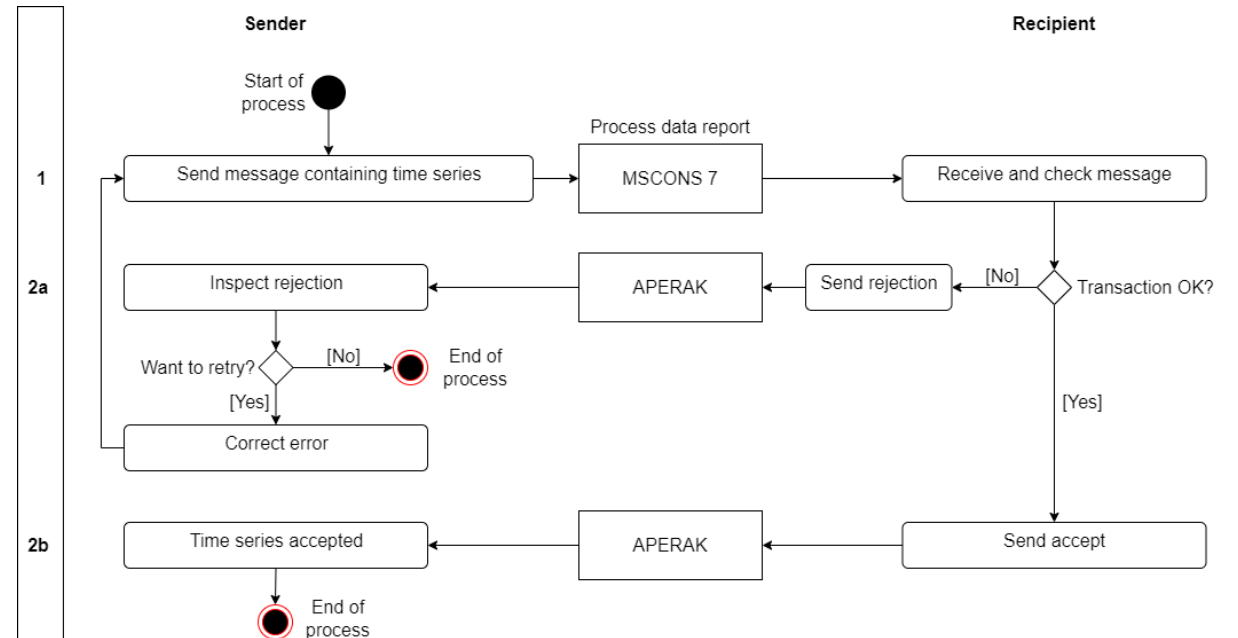 Sender
Recipient
Start of
process
Process data report
1
Send message containing time series
MSCONS 7
Receive and check message
2a
Inspect rejection
APERAK
Send rejection
[No]
Transaction OK?
Want to retry?
[No]
End of
process
[Yes]
[Yes]
Correct error
2b
Time series accepted
APERAK
Send accept
End of
process